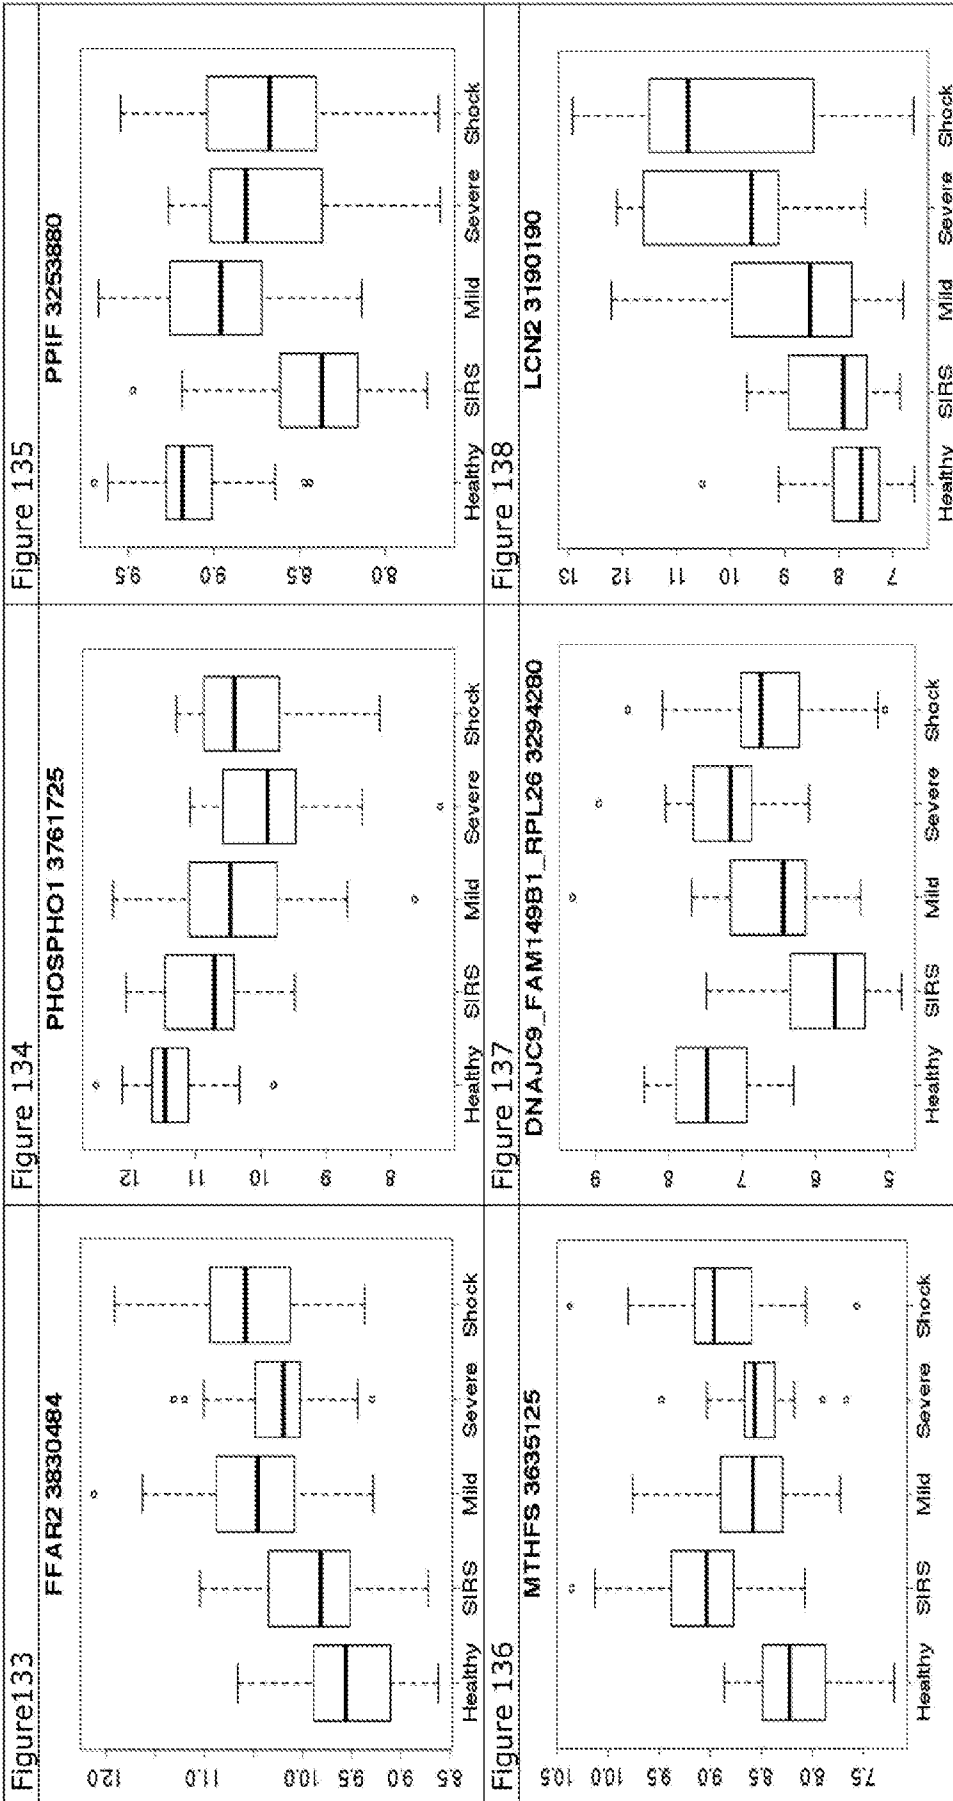 Figure133
FFAR2 3830484
12.0
11.0
10.0
9.5
9.0
8.5
Healthy SIRS Mild Severe Shock
Figure 134
PHOSPHO1 3761725
12
11
10
9
8
Healthy SIRS Mild Severe Shock
Figure 135
PPIF 3253880
9.5
9.0
8.5
8.0
Healthy SIRS Mild Severe Shock
Figure 136
MTHFS 3635125
10.5
10.0
9.5
9.0
8.5
8.0
7.5
Healthy SIRS Mild Severe Shock
Figure 137
DNAJC9_FAM149B1_RPL26 3294280
9
8
7
6
5
Healthy SIRS Mild Severe Shock
Figure 138
LCN2 3190190
13
12
11
10
9
8
7
Healthy SIRS Mild Severe Shock